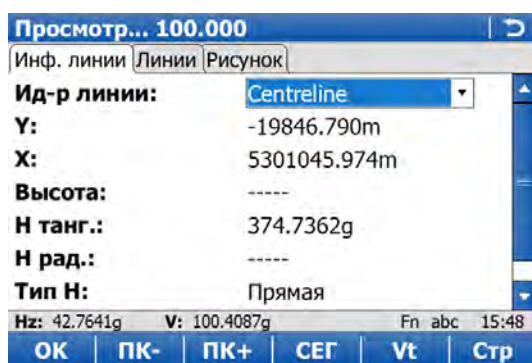 Просмотр... 100.000
Инф. линии Линии Рисунок
Ид-р линии: Centreline
Y: -19846.790m
X: 5301045.974m
Высота: -----
Н танг.: 374.7362g
Н рад.: -----
Тип Н: Прямая
Hz: 42.7641g V: 100.4087g Fn abc 15:48
ОК ПК- ПК+ СЕГ Vt Стр